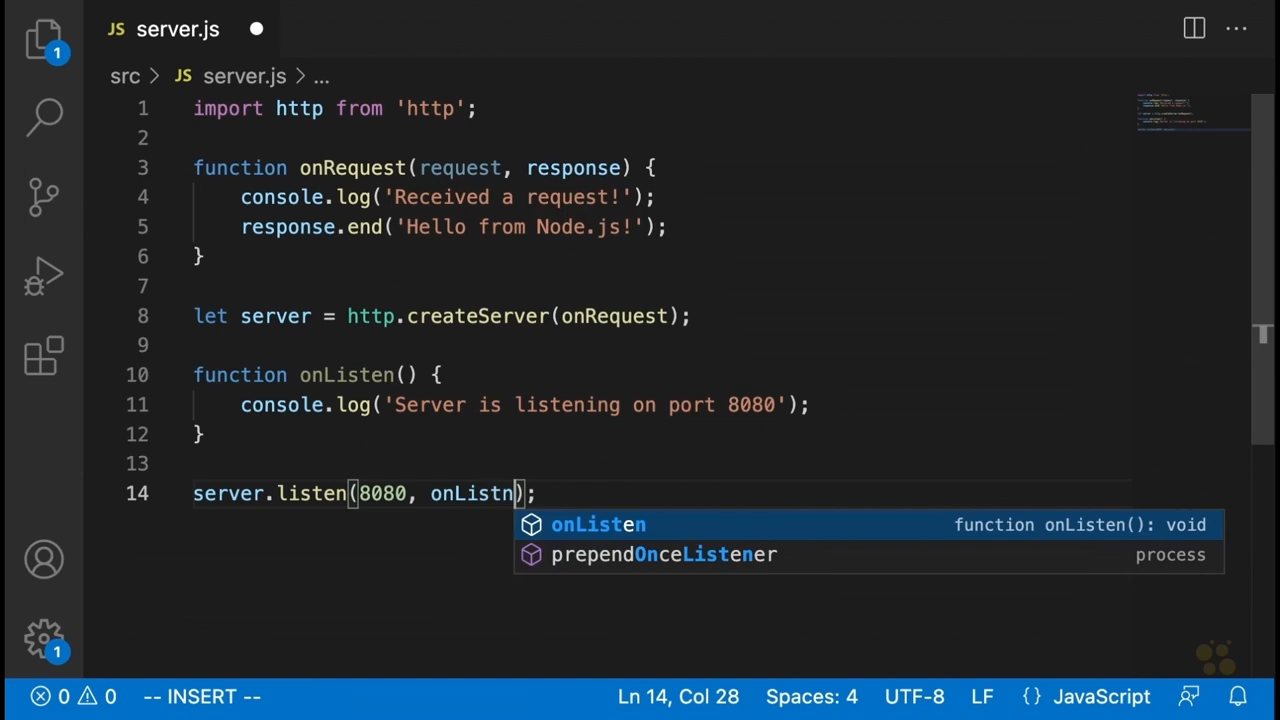 JS server.js
1
src > JS server.js > ...
1 import http from 'http';
2
3 function onRequest(request, response) {
4 console.log('Received a request!');
5 response.end('Hello from Node.js!');
6 }
7
8 let server = http.createServer(onRequest);
9
10 function onListen() {
11 console.log('Server is listening on port 8080');
12 }
13
14 server.listen(8080, onListn);
onListen function onListen(): void
prependOnceListener process
1
0 0 -- INSERT -- Ln 14, Col 28 Spaces: 4 UTF-8 LF {} JavaScript